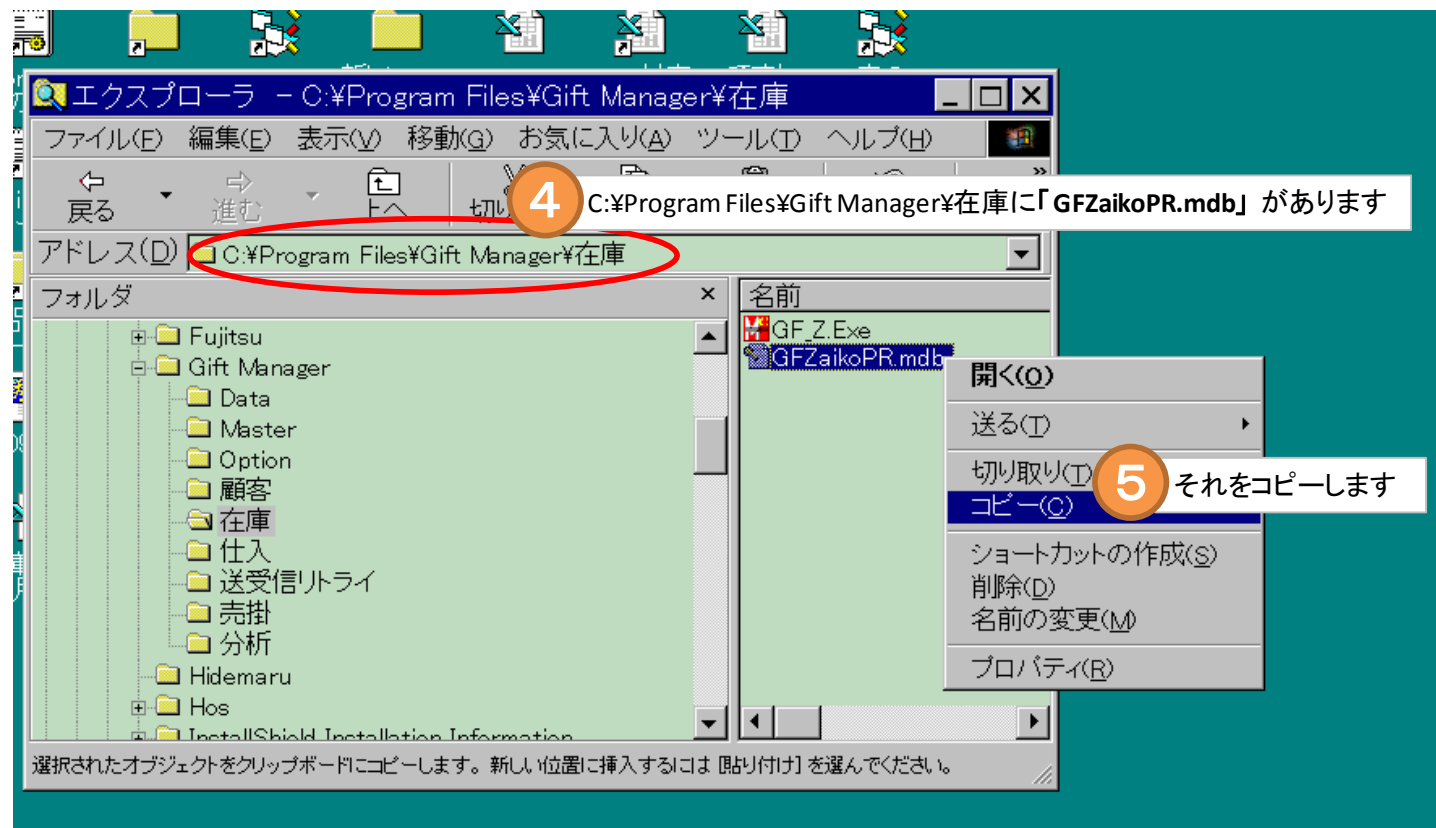 エクスプローラ - C:¥Program Files¥Gift Manager¥在庫
ファイル(F) 編集(E) 表示(V) 移動(G) お気に入り(A) ツール(T) ヘルプ(H)
戻る 進む 上へ
4 C:¥Program Files¥Gift Manager¥在庫に「GFZaikoPR.mdb」があります
アドレス(D) C:¥Program Files¥Gift Manager¥在庫
フォルダ
名前
Fujitsu
Gift Manager
Data
Master
Option
顧客
在庫
仕入
送受信リトライ
売掛
分析
Hidemaru
Hos
InstallShield Installation Information
GF_Z.Exe
GFZaikoPR.mdb
開く(O)
送る(T)
切り取り(T)
コピー(C)
5 それをコピーします
ショートカットの作成(S)
削除(D)
名前の変更(M)
プロパティ(R)
選択されたオブジェクトをクリップボードにコピーします。新しい位置に挿入するには [貼り付け] を選んでください。